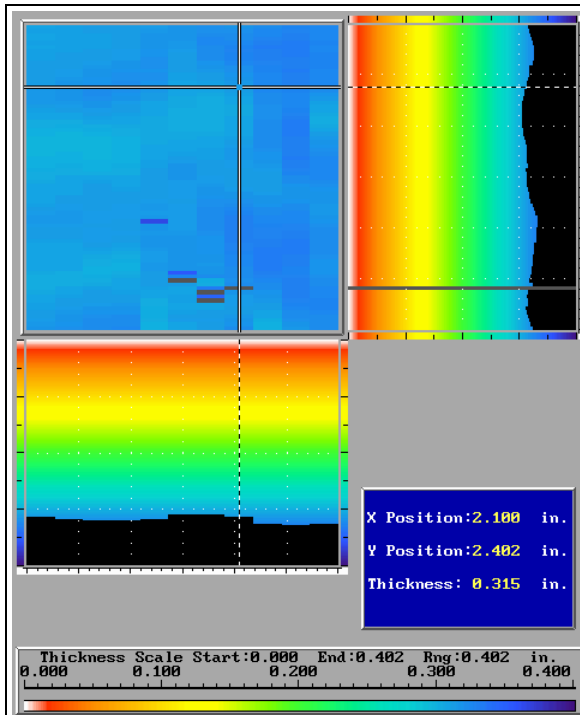 X Position:2.100 in.
Y Position:2.402 in.
Thickness: 0.315 in.
Thickness Scale Start:0.000 End:0.402 Rng:0.402 in.
0.000 0.100 0.200 0.300 0.400